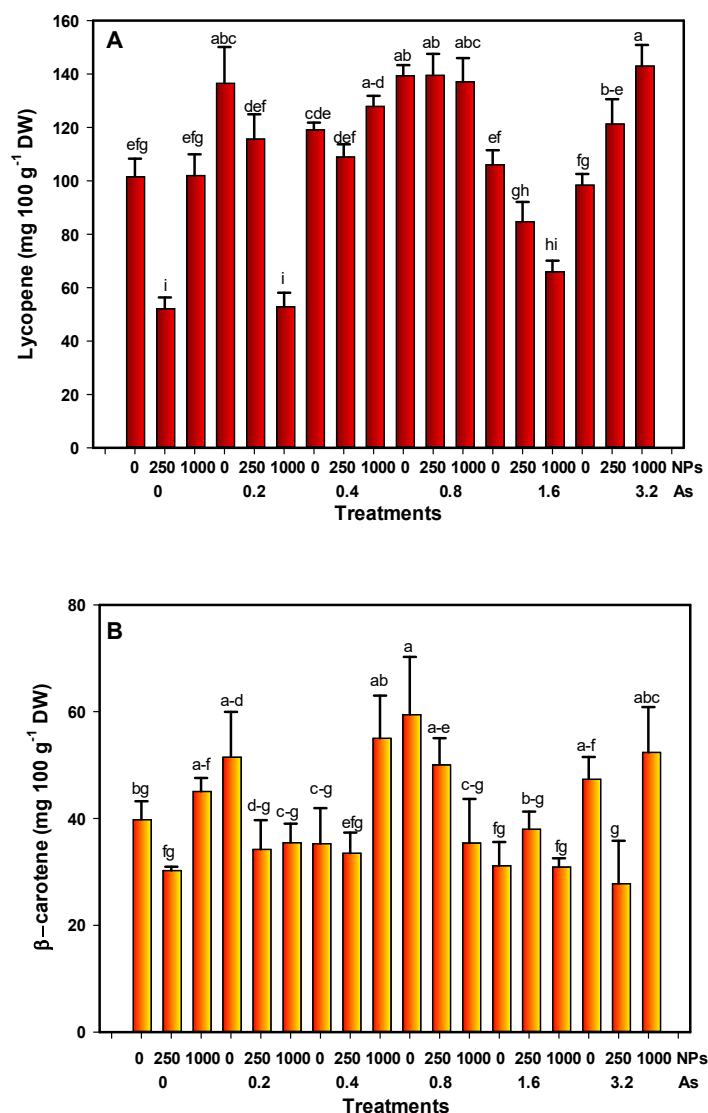 A
Lycopene (mg 100 g⁻¹ DW)
160
140
120
100
80
60
40
20
0
efg i efg abc def i cde def a-d ab ab abc ef gh hi fg b-e a
0 250 1000 0 250 1000 0 250 1000 0 250 1000 0 250 1000 0 250 1000 NPs
0 0.2 0.4 0.8 1.6 3.2 As
Treatments
B
β−carotene (mg 100 g⁻¹ DW)
80
60
40
20
0
bg fg a-f a-d d-g c-g c-g efg ab a a-e c-g fg b-g fg a-f g abc
0 250 1000 0 250 1000 0 250 1000 0 250 1000 0 250 1000 0 250 1000 NPs
0 0.2 0.4 0.8 1.6 3.2 As
Treatments